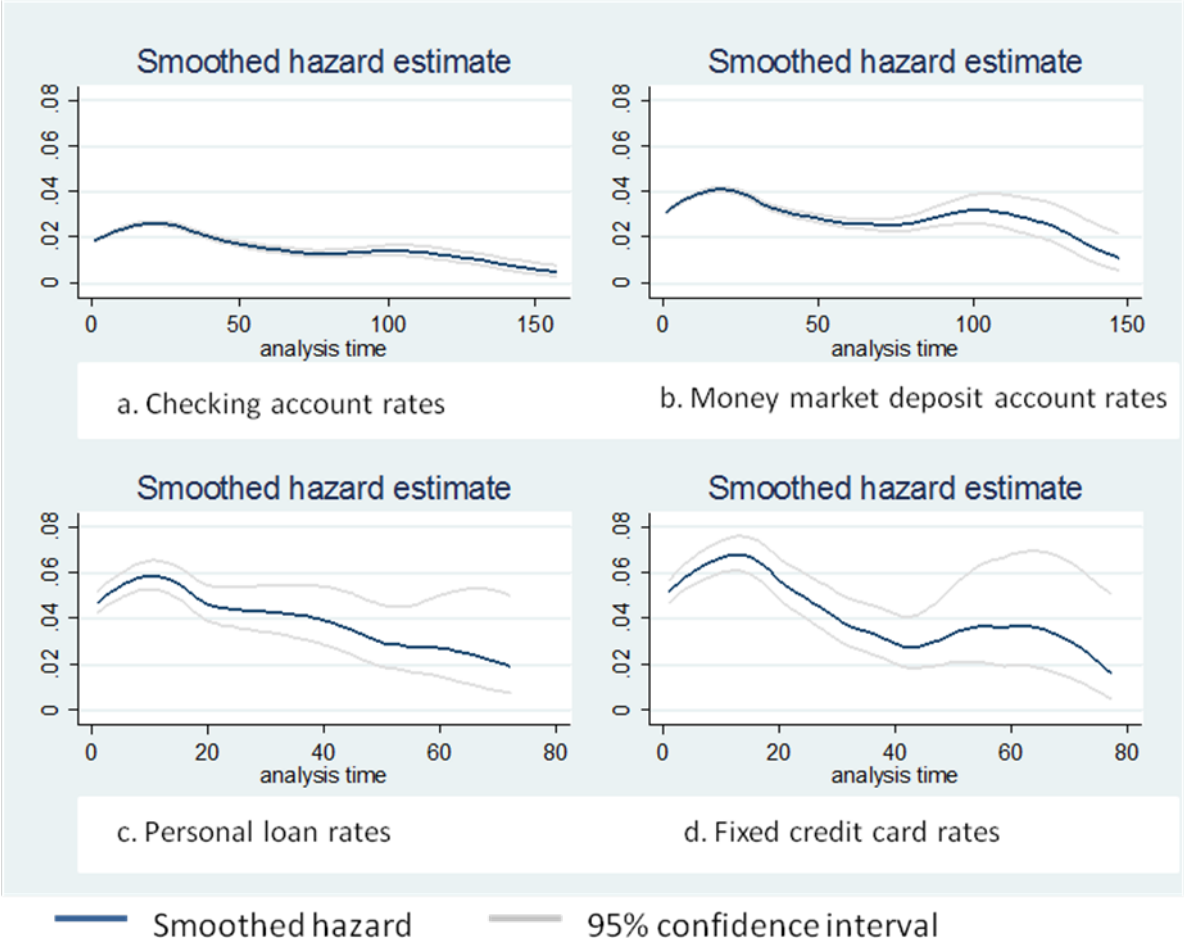 Smoothed hazard estimate
.08
.06
.04
.02
0
0 50 100 150
analysis time
a. Checking account rates
Smoothed hazard estimate
.08
.06
.04
.02
0
0 50 100 150
analysis time
b. Money market deposit account rates
Smoothed hazard estimate
.08
.06
.04
.02
0
0 20 40 60 80
analysis time
c. Personal loan rates
Smoothed hazard estimate
.08
.06
.04
.02
0
0 20 40 60 80
analysis time
d. Fixed credit card rates
Smoothed hazard 95% confidence interval